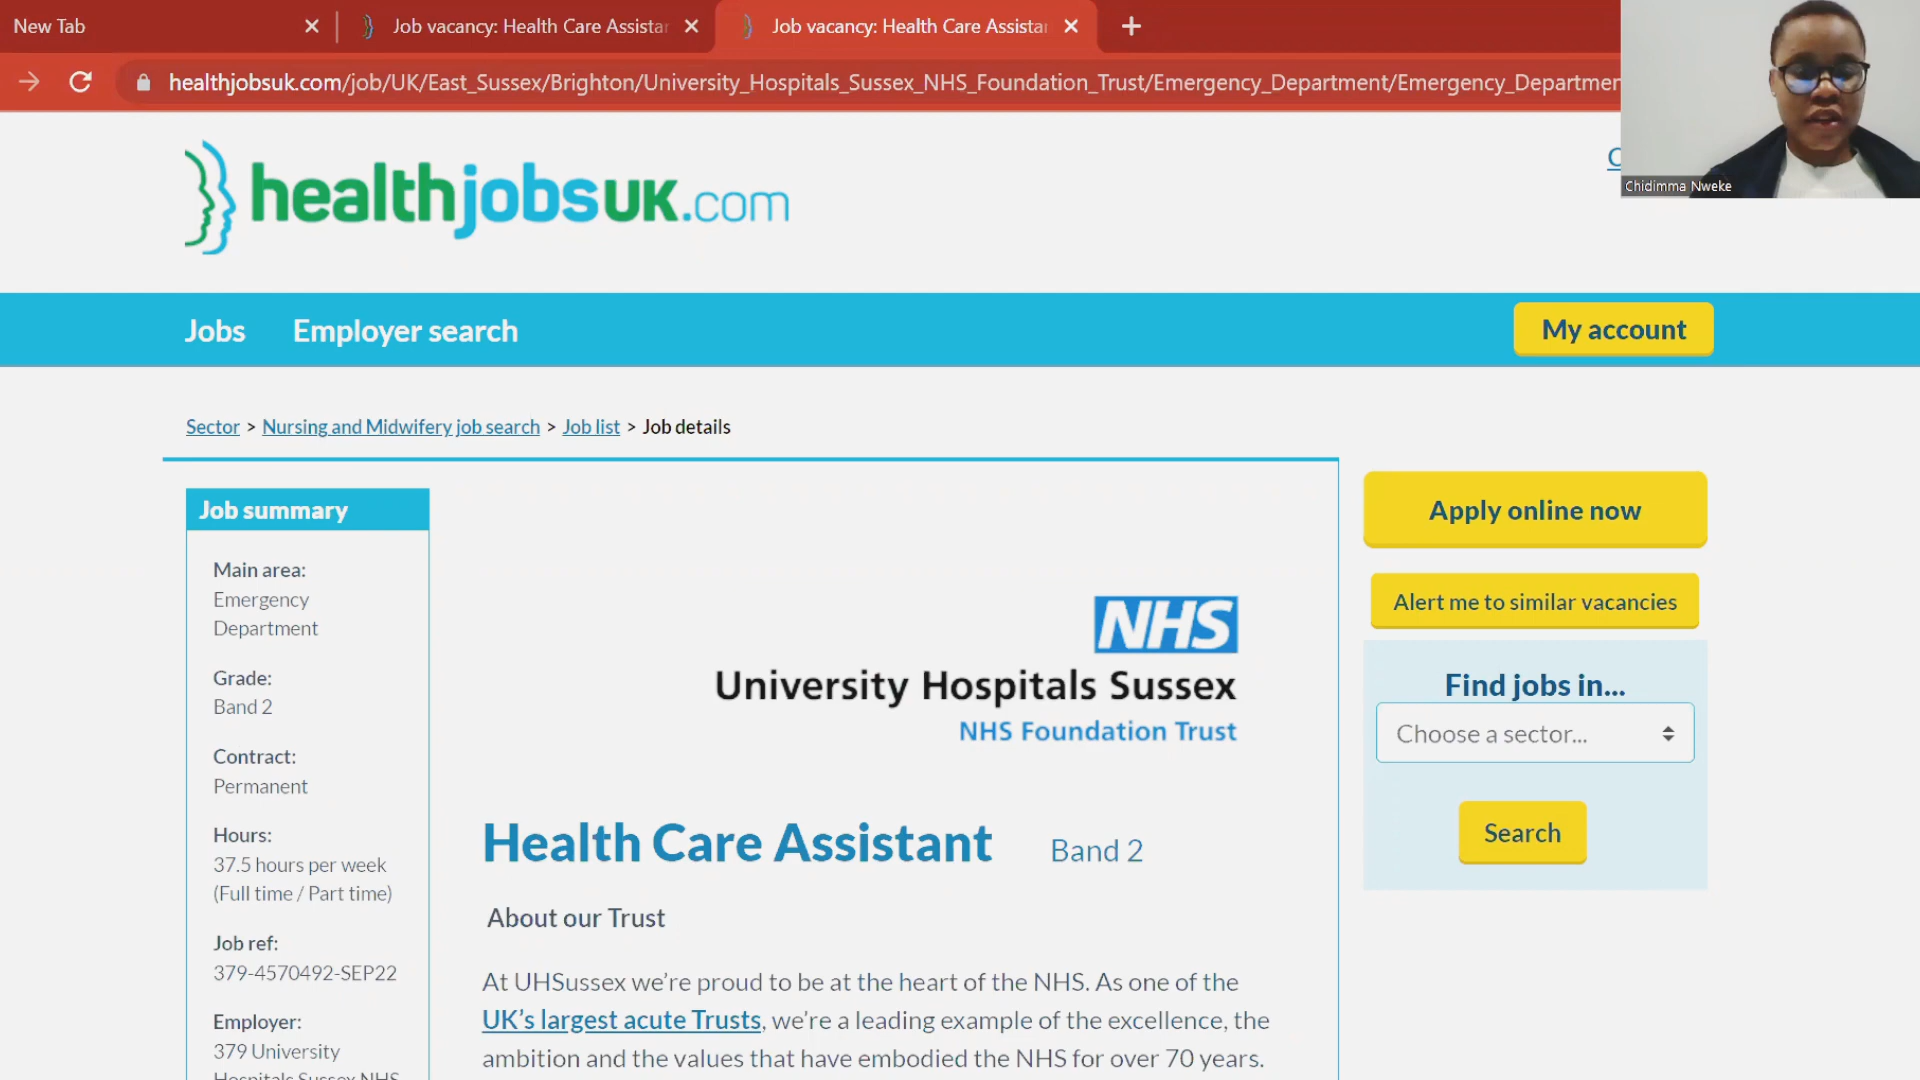 New Tab
Job vacancy: Health Care Assista
Job vacancy: Health Care Assista
healthjobsuk.com/job/UK/East_Sussex/Brighton/University_Hospitals_Sussex_NHS_Foundation_Trust/Emergency_Department/Emergency_Departmen
Chidimma Nweke
healthjobsUK.com
Jobs
Employer search
My account
Sector > Nursing and Midwifery job search > Job list > Job details
Job summary
Main area:
Emergency
Department
Grade:
Band 2
Contract:
Permanent
Hours:
37.5 hours per week
(Full time / Part time)
Job ref:
379-4570492-SEP22
Employer:
379 University
Hospitals Sussex NHS
NHS
University Hospitals Sussex
NHS Foundation Trust
Health Care Assistant Band 2
About our Trust
At UHSussex we’re proud to be at the heart of the NHS. As one of the
UK’s largest acute Trusts, we’re a leading example of the excellence, the
ambition and the values that have embodied the NHS for over 70 years.
Apply online now
Alert me to similar vacancies
Find jobs in...
Choose a sector...
Search